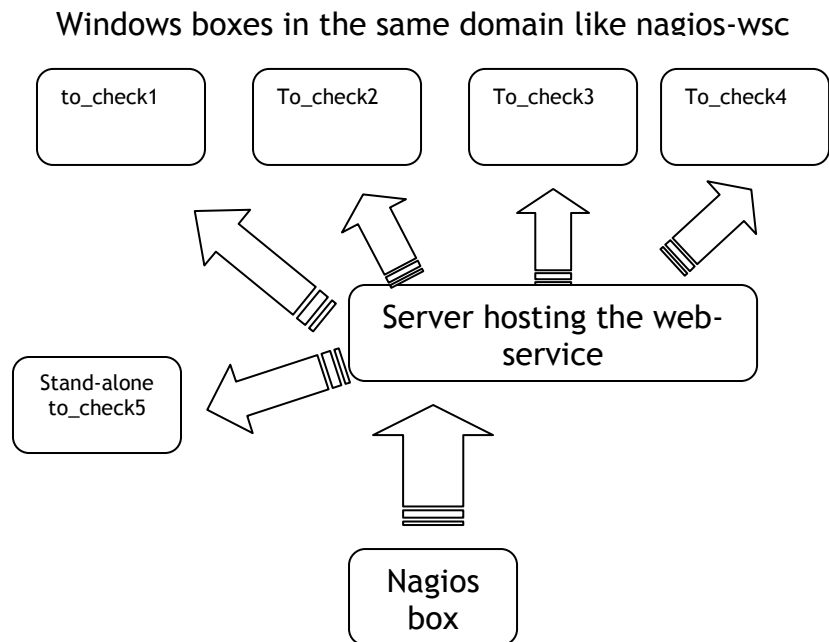 Windows boxes in the same domain like nagios-wsc
to_check1
To_check2
To_check3
To_check4
Server hosting the web-
service
Stand-alone
to_check5
Nagios
box